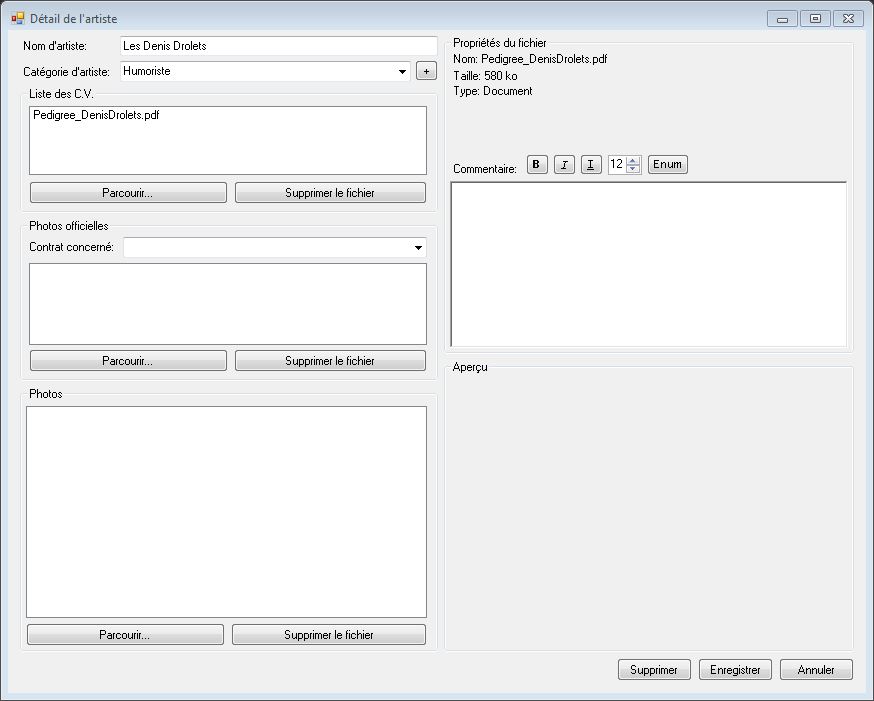 Détail de l'artiste
Nom d'artiste: Les Denis Drolets
Catégorie d'artiste: Humoriste +
Liste des C.V.
Pedigree_DenisDrolets.pdf
Parcourir... Supprimer le fichier
Photos officielles
Contrat concerné:
Parcourir... Supprimer le fichier
Photos
Parcourir... Supprimer le fichier
Propriétés du fichier
Nom: Pedigree_DenisDrolets.pdf
Taille: 580 ko
Type: Document
Commentaire: B I I 12 Enum
Aperçu
Supprimer Enregistrer Annuler